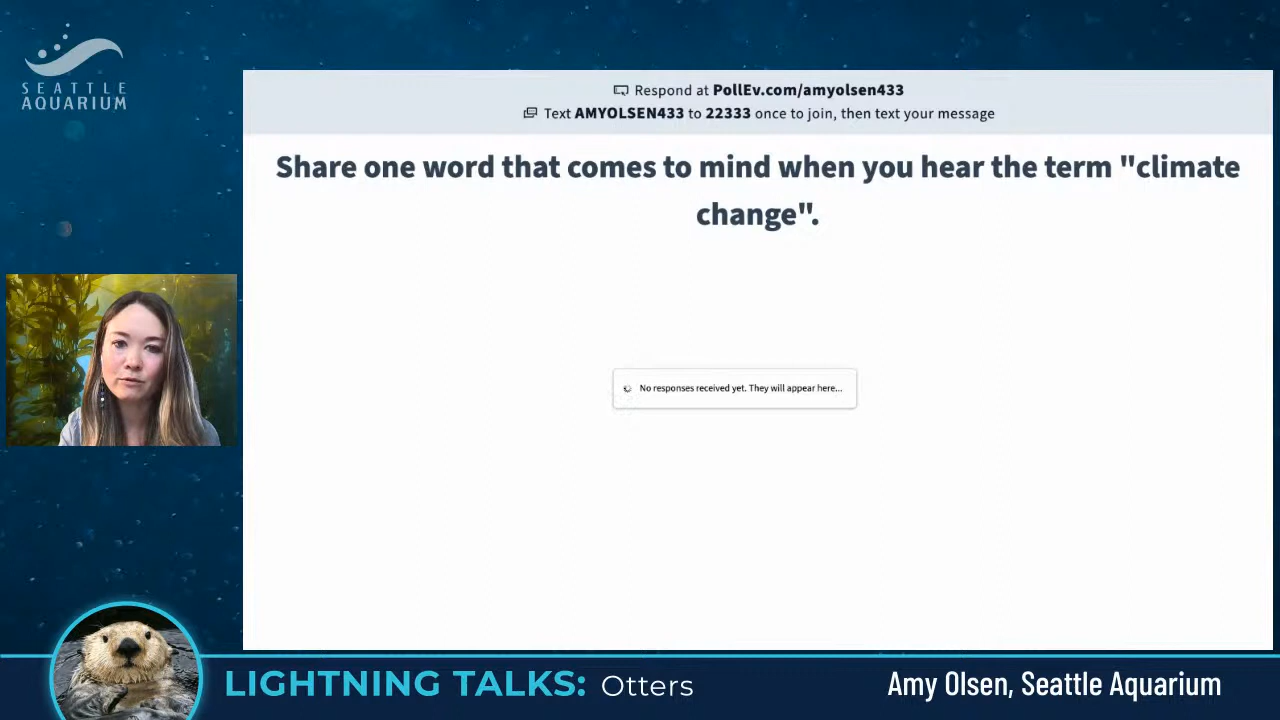 SEATTLE
AQUARIUM
Respond at PollEv.com/amyolsen433
Text AMYOLSEN433 to 22333 once to join, then text your message
Share one word that comes to mind when you hear the term "climate
change".
No responses received yet. They will appear here...
LIGHTNING TALKS: Otters
Amy Olsen, Seattle Aquarium